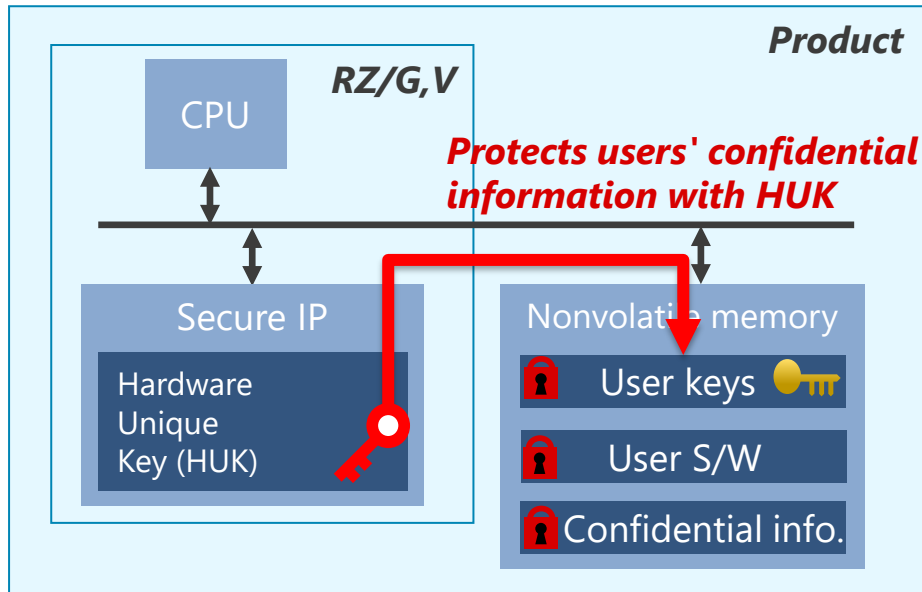 Product
RZ/G,V
CPU
Protects users' confidential
information with HUK
Secure IP
Hardware
Unique
Key (HUK)
Nonvolatile memory
User keys
User S/W
Confidential info.